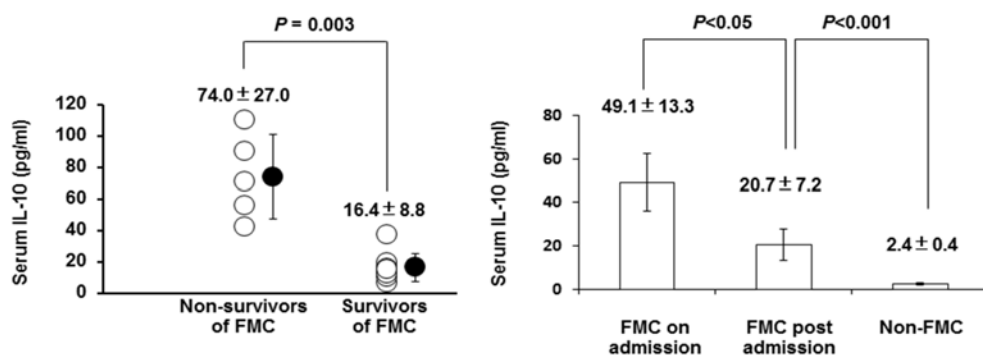 P = 0.003
74.0 ± 27.0
16.4 ± 8.8
120
100
80
60
40
20
0
Serum IL-10 (pg/ml)
Non-survivors
of FMC
Survivors
of FMC
P<0.05
P<0.001
49.1 ± 13.3
20.7 ± 7.2
2.4 ± 0.4
80
60
40
20
0
Serum IL-10 (pg/ml)
FMC on
admission
FMC post
admission
Non-FMC